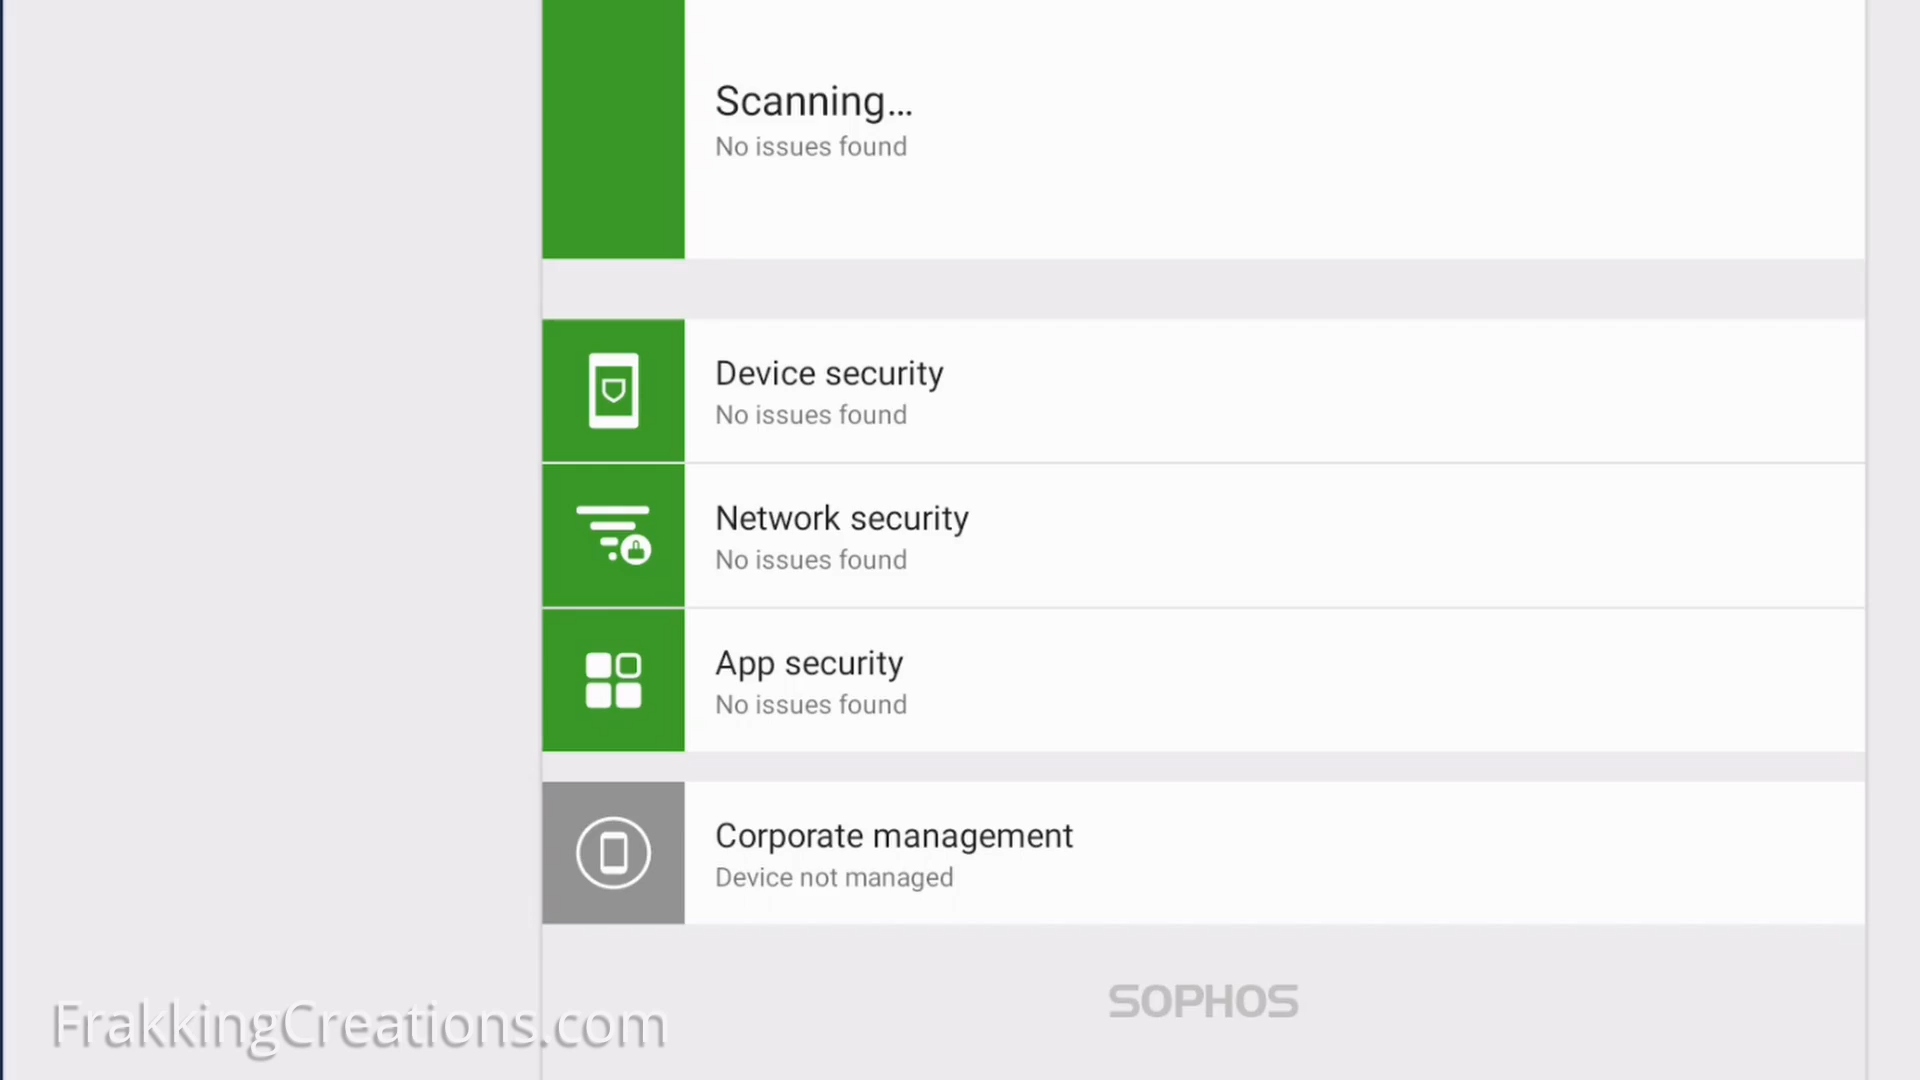 Scanning...
No issues found
Device security
No issues found
Network security
No issues found
App security
No issues found
Corporate management
Device not managed
SOPHOS
FrakkingCreations.com